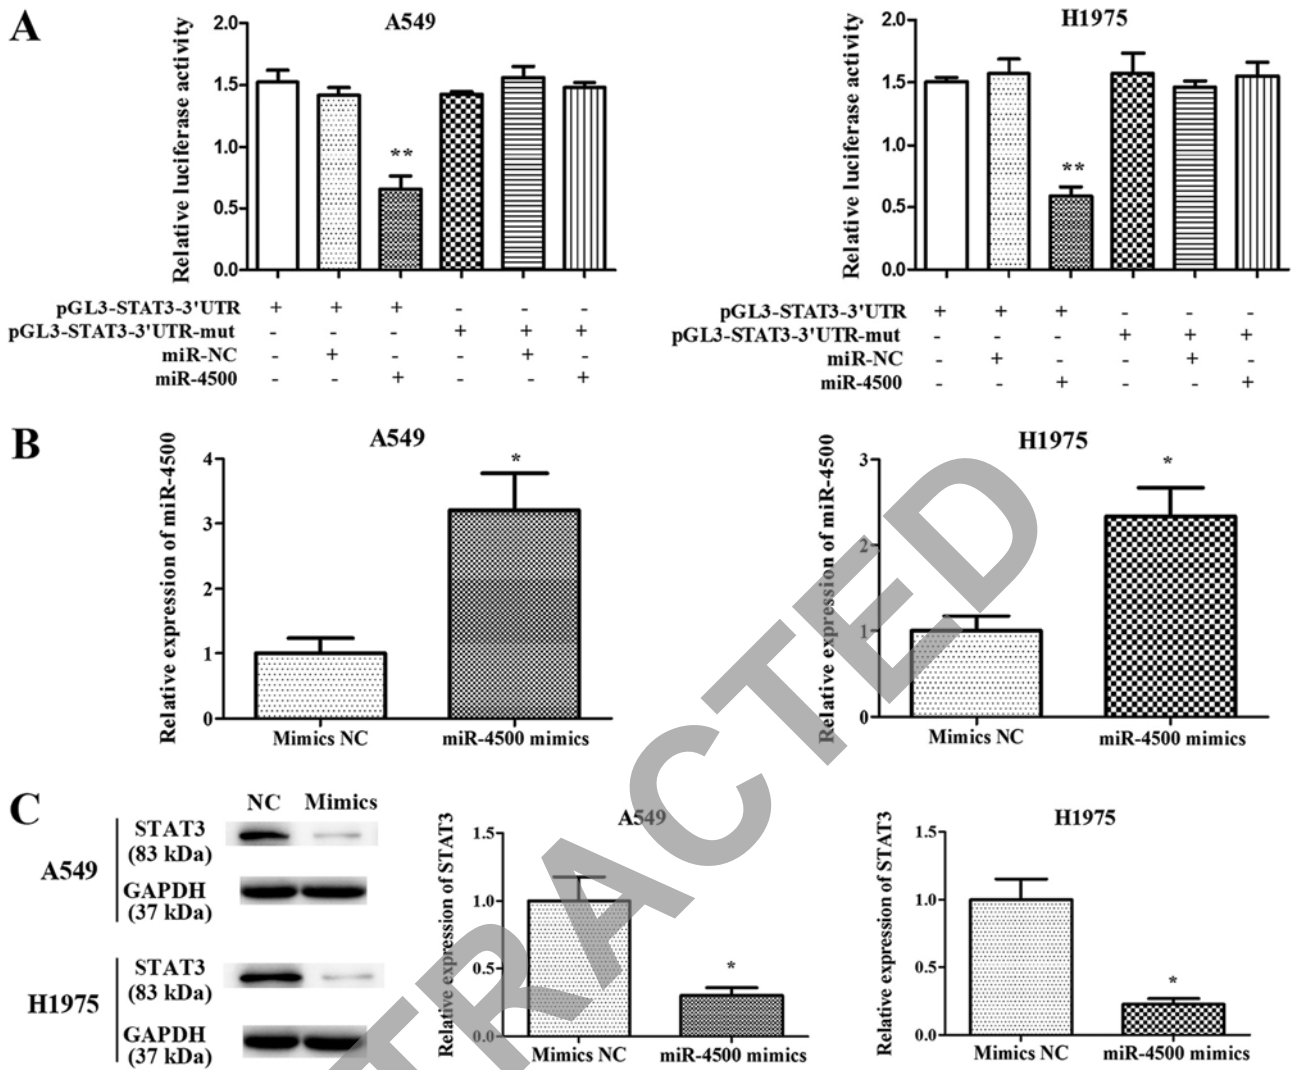 A
A549
Relative luciferase activity
2.0
1.5
1.0
0.5
0.0
**
pGL3-STAT3-3'UTR + + + - - -
pGL3-STAT3-3'UTR-mut - - - + + +
miR-NC - + - - + -
miR-4500 - - + - - +
H1975
Relative luciferase activity
2.0
1.5
1.0
0.5
0.0
**
pGL3-STAT3-3'UTR + + + - - -
pGL3-STAT3-3'UTR-mut - - - + + +
miR-NC - + - - + -
miR-4500 - - + - - +
B
A549
Relative expression of miR-4500
4
3
2
1
0
*
Mimics NC miR-4500 mimics
H1975
Relative expression of miR-4500
3
2
1
0
*
Mimics NC miR-4500 mimics
C
NC Mimics
A549
STAT3
(83 kDa)
GAPDH
(37 kDa)
H1975
STAT3
(83 kDa)
GAPDH
(37 kDa)
A549
Relative expression of STAT3
1.5
1.0
0.5
0.0
*
Mimics NC miR-4500 mimics
H1975
Relative expression of STAT3
1.5
1.0
0.5
0.0
*
Mimics NC miR-4500 mimics
TRACTED